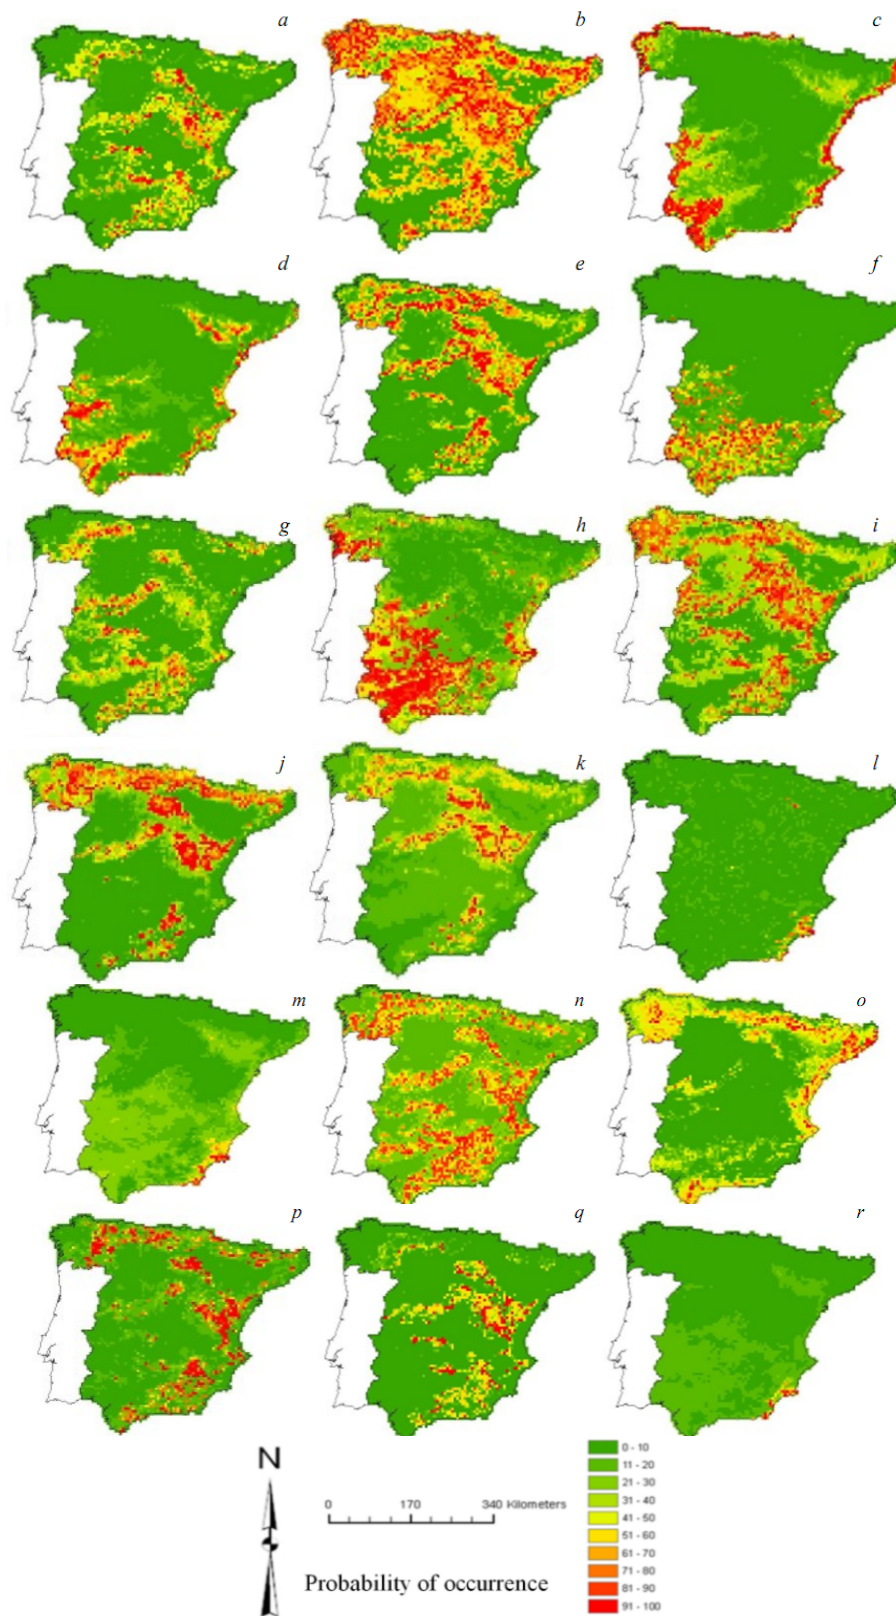 a b c
d e f
g h i
j k l
m n o
p q r
N
0 170 340 Kilometers
Probability of occurrence
0 - 10
11 - 20
21 - 30
31 - 40
41 - 50
51 - 60
61 - 70
71 - 80
81 - 90
91 - 100